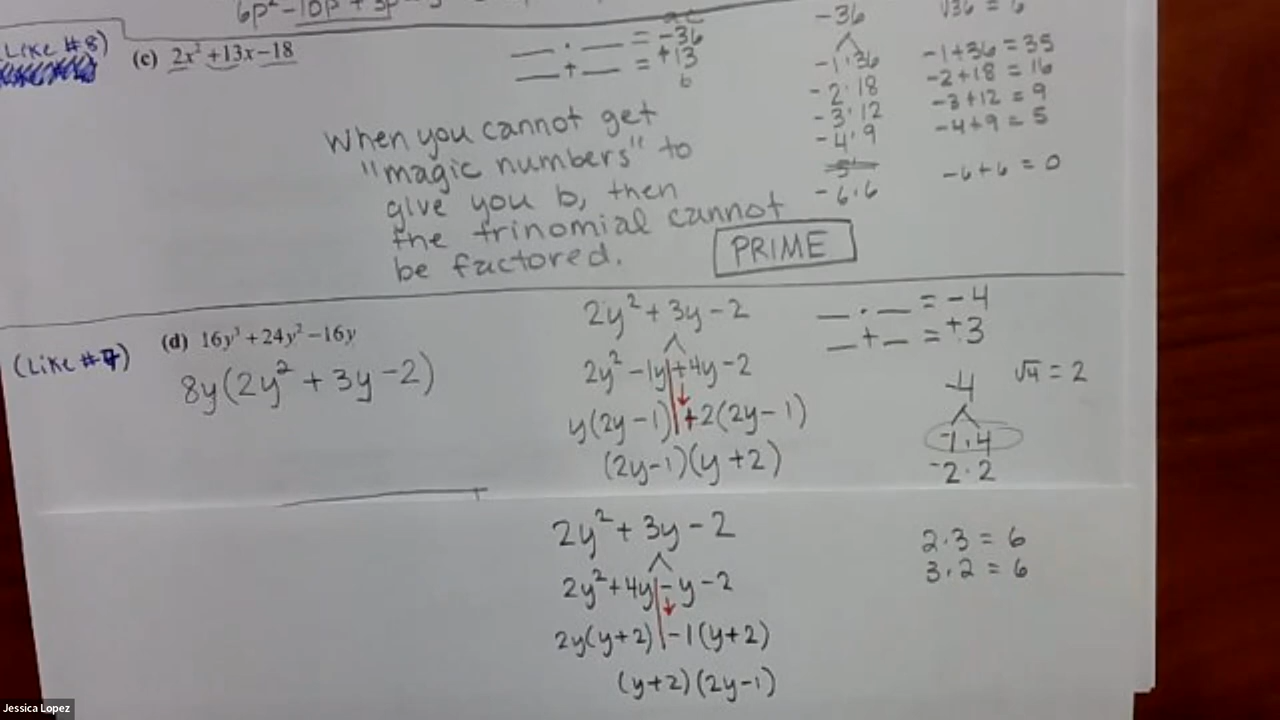 6p² - 10p + 3p
(Like #8)
(c) 2x² + 13x - 18
___ · ___ = -36
___ + ___ = +13
b
When you cannot get
"magic numbers" to
give you b, then
the trinomial cannot
be factored.
PRIME
-36
-1·36
-2·18
-3·12
-4·9
5
-6·6
√36 = 6
-1+36 = 35
-2+18 = 16
-3+12 = 9
-4+9 = 5
-6+6 = 0
(Like #7)
(d) 16y³ + 24y² - 16y
8y(2y² + 3y - 2)
2y² + 3y - 2
2y² - 1y + 4y - 2
y(2y - 1) + 2(2y - 1)
(2y-1)(y+2)
___ · ___ = -4
___ + ___ = +3
-4
-1·4
-2·2
√4 = 2
2y² + 3y - 2
2y² + 4y - y - 2
2y(y+2) - 1(y+2)
(y+2)(2y-1)
2·3 = 6
3·2 = 6
Jessica Lopez